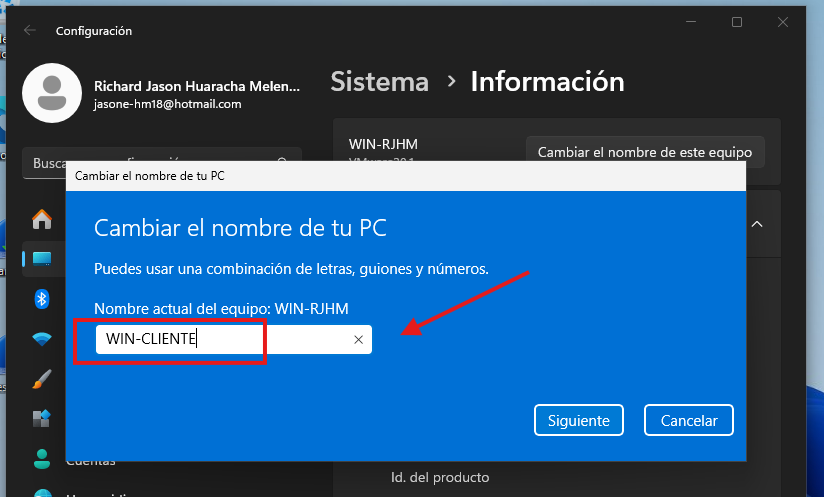 Configuración
Richard Jason Huaracha Melen...
jasone-hm18@hotmail.com
Sistema > Información
WIN-RJHM
Cambiar el nombre de este equipo
Busca
Cambiar el nombre de tu PC
Cambiar el nombre de tu PC
Puedes usar una combinación de letras, guiones y números.
Nombre actual del equipo: WIN-RJHM
WIN-CLIENTE
Siguiente
Cancelar
Cuentas
Id. del producto